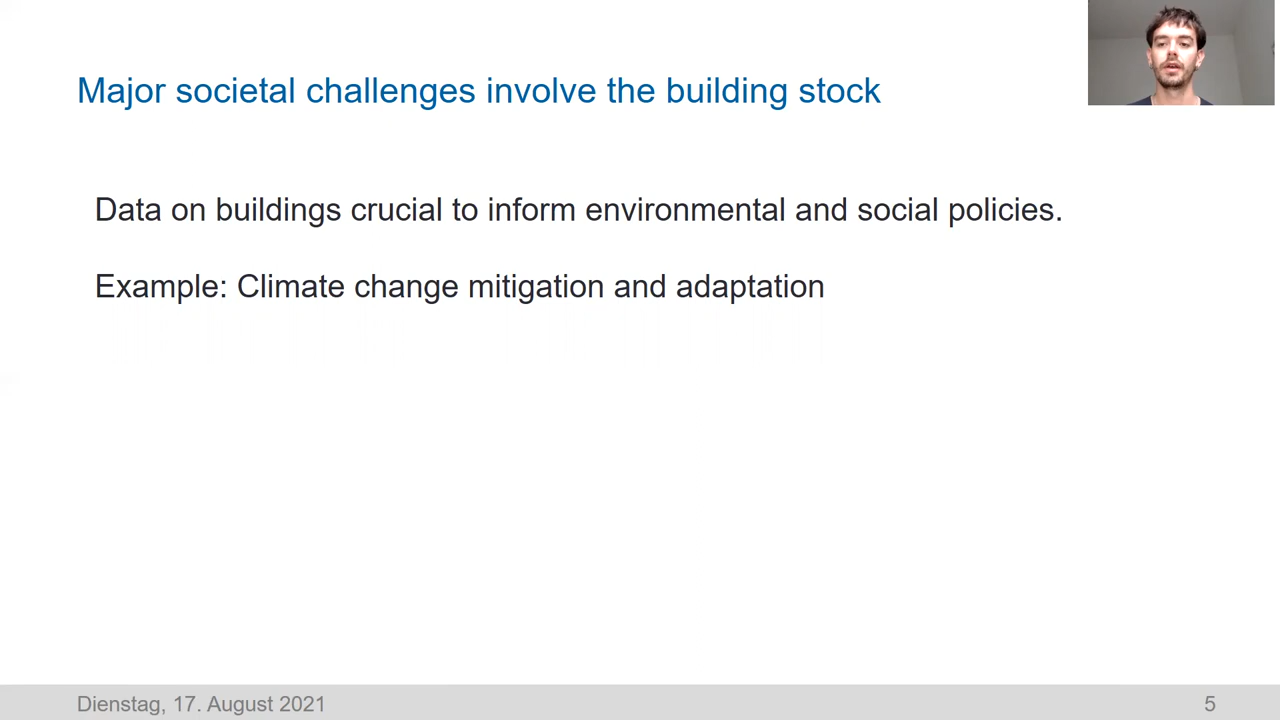 Major societal challenges involve the building stock
Data on buildings crucial to inform environmental and social policies.
Example: Climate change mitigation and adaptation
Dienstag, 17. August 2021
5